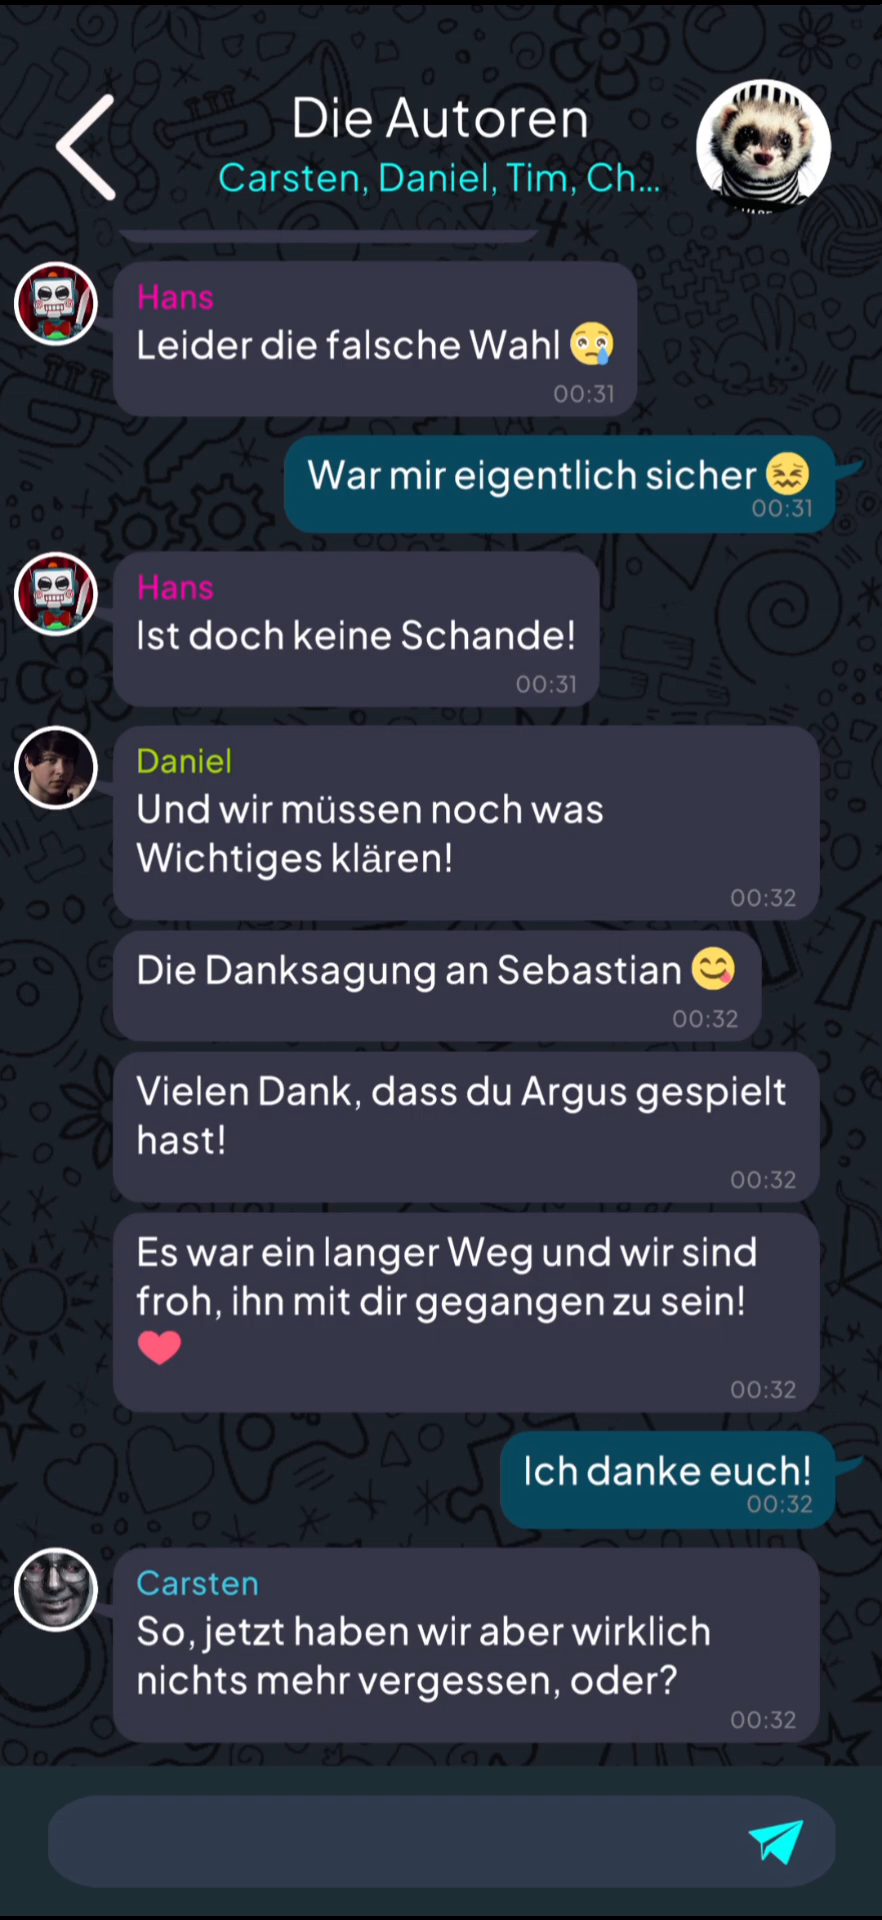 Die Autoren
Carsten, Daniel, Tim, Ch...
Hans
Leider die falsche Wahl 😢
00:31
War mir eigentlich sicher 😖
00:31
Hans
Ist doch keine Schande!
00:31
Daniel
Und wir müssen noch was
Wichtiges klären!
00:32
Die Danksagung an Sebastian 😋
00:32
Vielen Dank, dass du Argus gespielt
hast!
00:32
Es war ein langer Weg und wir sind
froh, ihn mit dir gegangen zu sein!
❤️
00:32
Ich danke euch!
00:32
Carsten
So, jetzt haben wir aber wirklich
nichts mehr vergessen, oder?
00:32